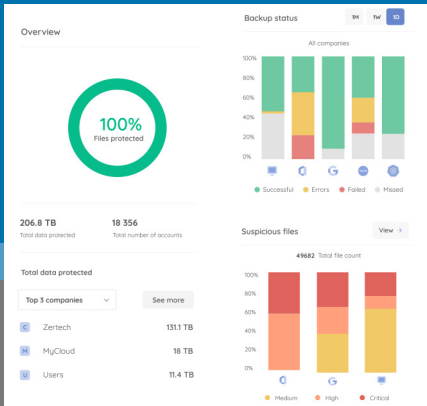 Overview
100%
Files protected
206.8 TB
Total data protected
18 356
Total number of accounts
Total data protected
Top 3 companies
See more
C Zertech 131.1 TB
M MyCloud 18 TB
U Users 11.4 TB
Backup status
1M 1W 1D
All companies
100%
80%
60%
40%
20%
0%
Successful Errors Failed Missed
Suspicious files
View
49682 Total file count
100%
80%
60%
40%
20%
0%
Medium High Critical